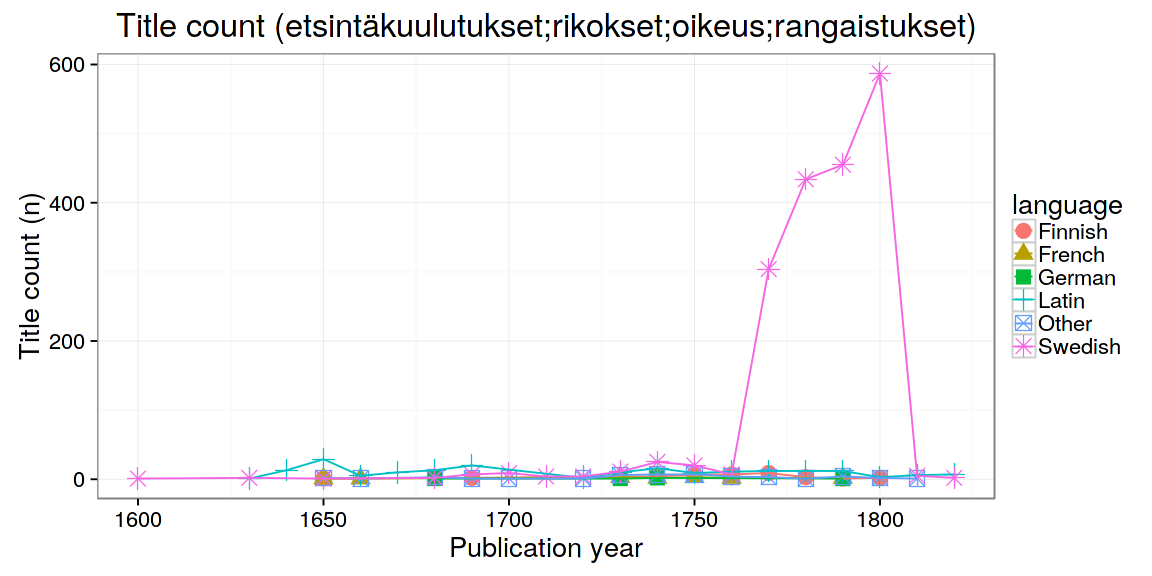 Title count (etsintäkuulutukset;rikokset;oikeus;rangaistukset)
Title count (n)
600
400
200
0
1600 1650 1700 1750 1800
Publication year
language
Finnish
French
German
Latin
Other
Swedish